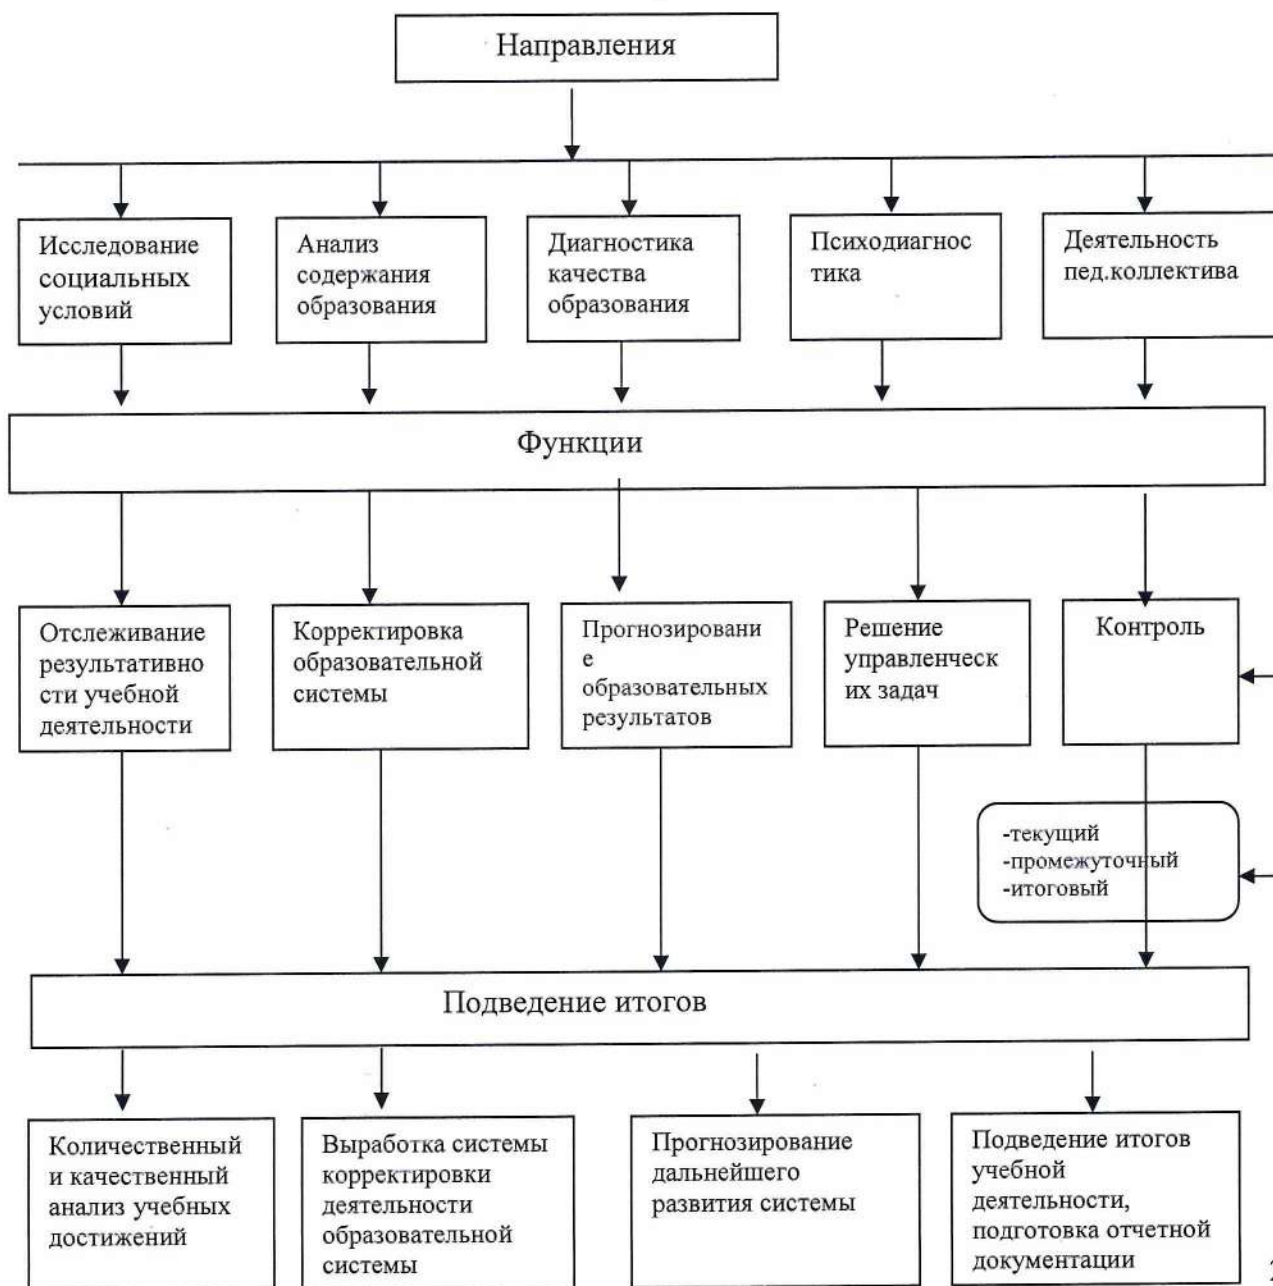 Направления
Исследование
социальных
условий
Анализ
содержания
образования
Диагностика
качества
образования
Психодиагнос
тика
Деятельность
пед.коллектива
Функции
Отслеживание
результативно
сти учебной
деятельности
Корректировка
образовательной
системы
Прогнозировани
е
образовательных
результатов
Решение
управленческ
их задач
Контроль
-текущий
-промежуточный
-итоговый
Подведение итогов
Количественный
и качественный
анализ учебных
достижений
Выработка системы
корректировки
деятельности
образовательной
системы
Прогнозирование
дальнейшего
развития системы
Подведение итогов
учебной
деятельности,
подготовка отчетной
документации